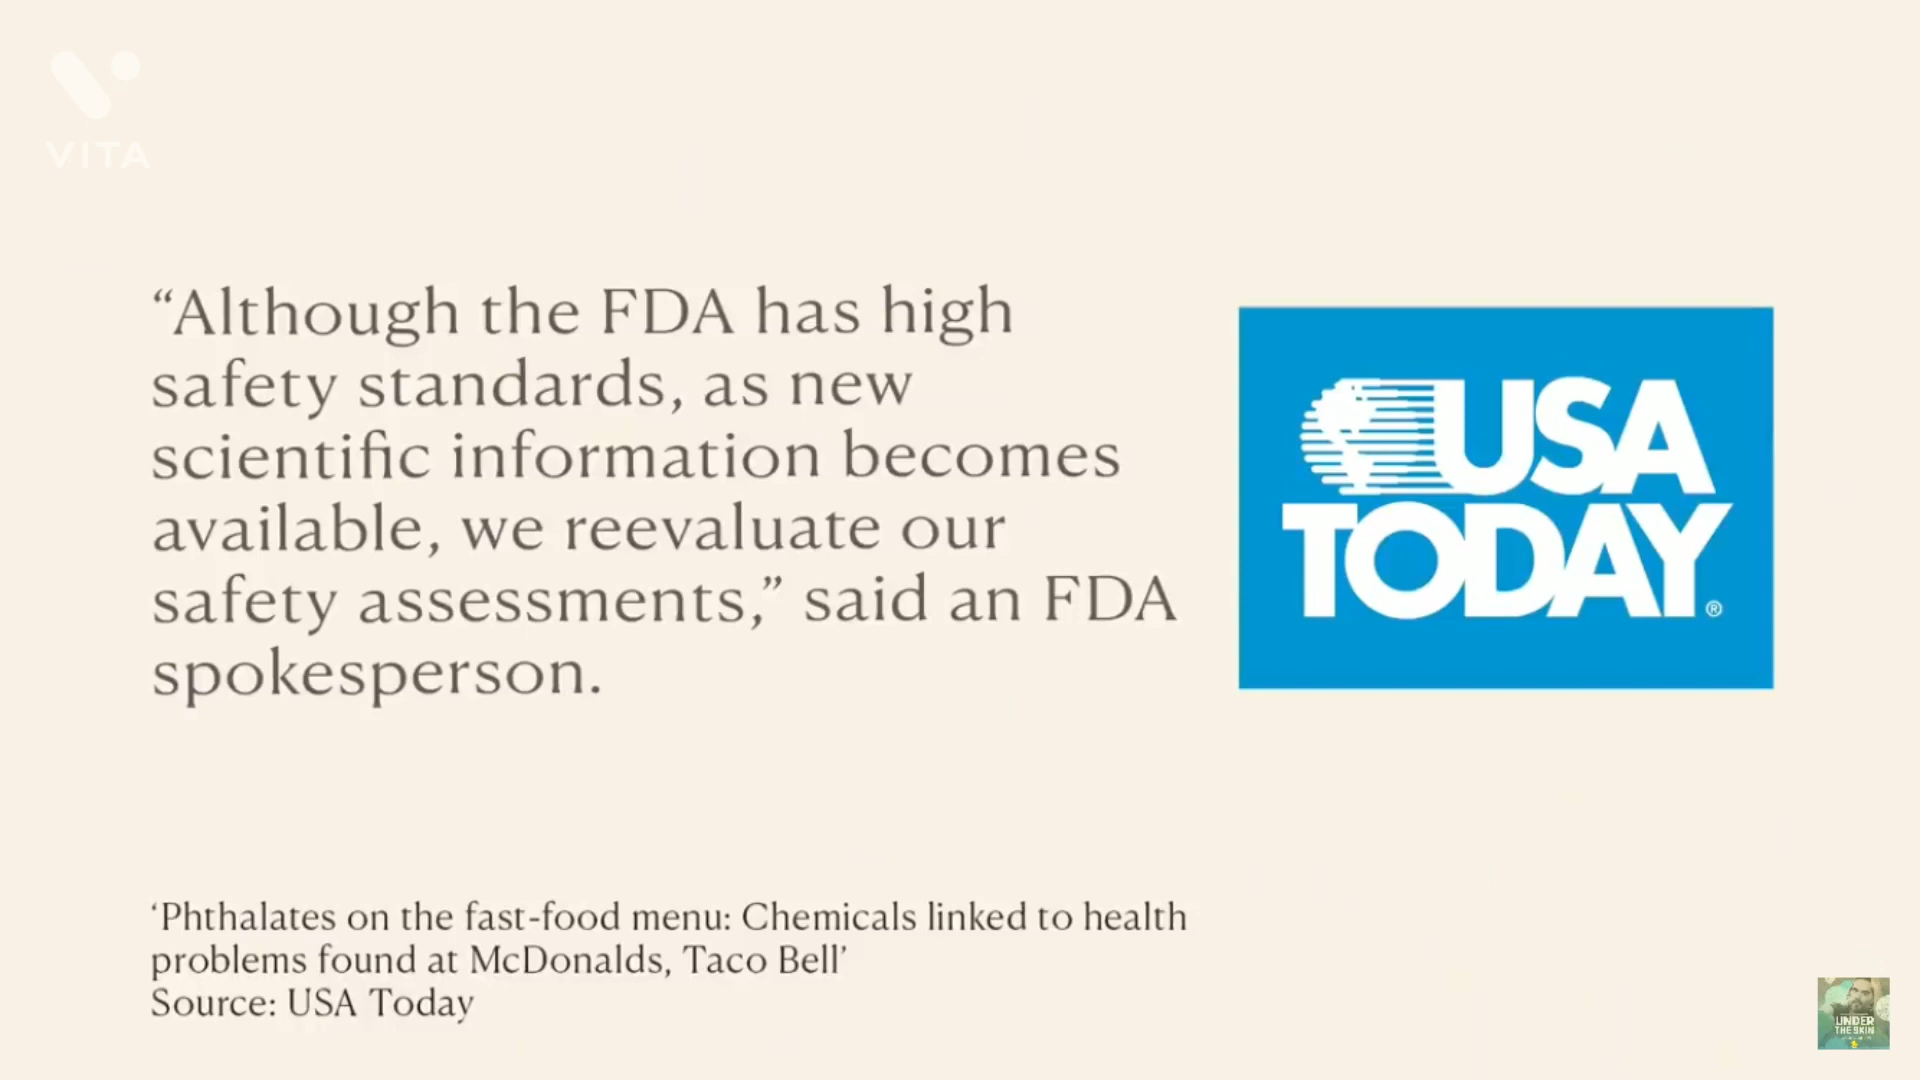 VITA
“Although the FDA has high
safety standards, as new
scientific information becomes
available, we reevaluate our
safety assessments,” said an FDA
spokesperson.
USA
TODAY®
‘Phthalates on the fast-food menu: Chemicals linked to health
problems found at McDonalds, Taco Bell’
Source: USA Today
UNDER
THE SKIN